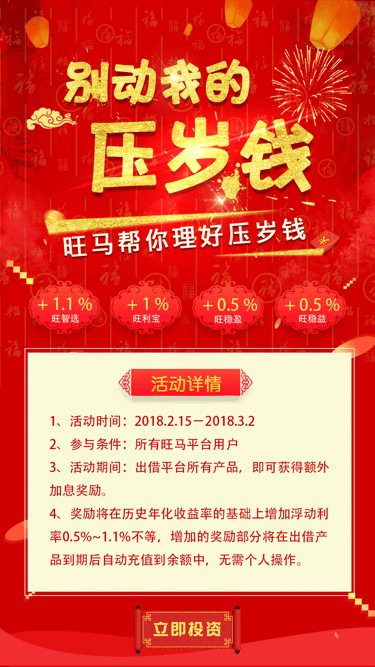 别动我的
压岁钱
旺马帮你理好压岁钱
+1.1% +1% +0.5% +0.5%
旺智选 旺利宝 旺稳盈 旺稳益
活动详情
1、活动时间：2018.2.15－2018.3.2
2、参与条件：所有旺马平台用户
3、活动期间：出借平台所有产品，即可获得额外
加息奖励。
4、奖励将在历史年化收益率的基础上增加浮动利
率0.5%~1.1%不等，增加的奖励部分将在出借产
品到期后自动充值到余额中，无需个人操作。
立即投资